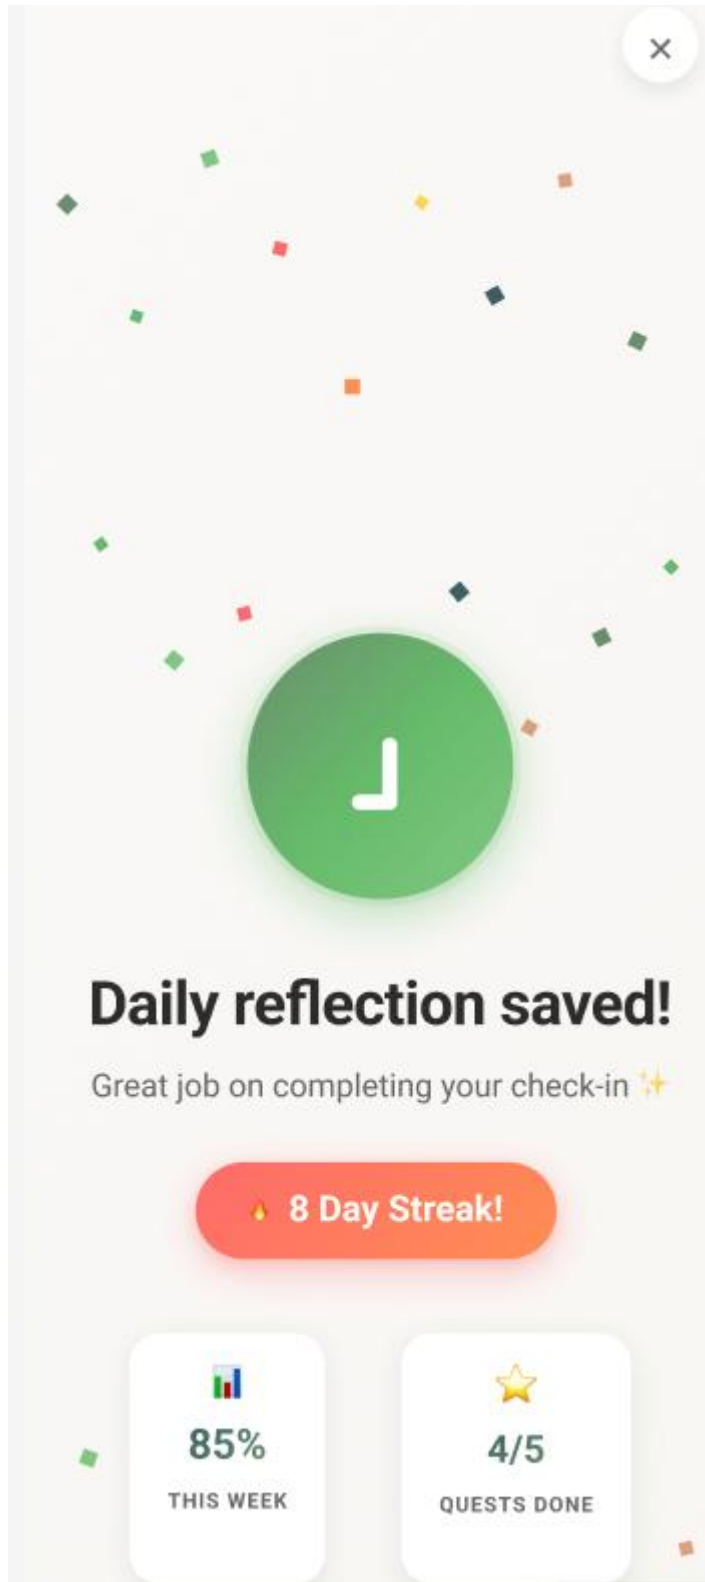 Daily reflection saved!
Great job on completing your check-in ✨
🔥 8 Day Streak!
85%
THIS WEEK
4/5
QUESTS DONE